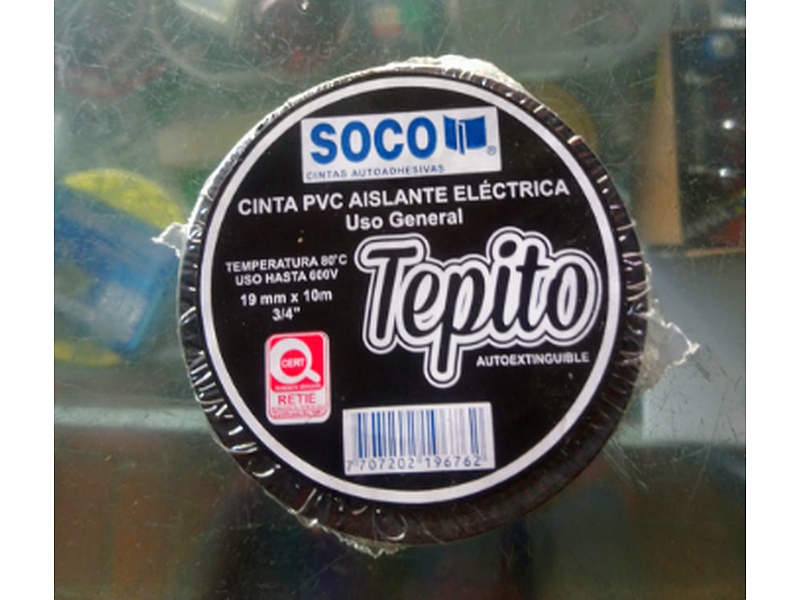 SOCO
®
CINTAS AUTOADHESIVAS
CINTA PVC AISLANTE ELÉCTRICA
Uso General
TEMPERATURA 80°C
USO HASTA 600V
19 mm x 10m
3/4"
Tepito
AUTOEXTINGUIBLE
CERT
RETIE
7 707202 196762